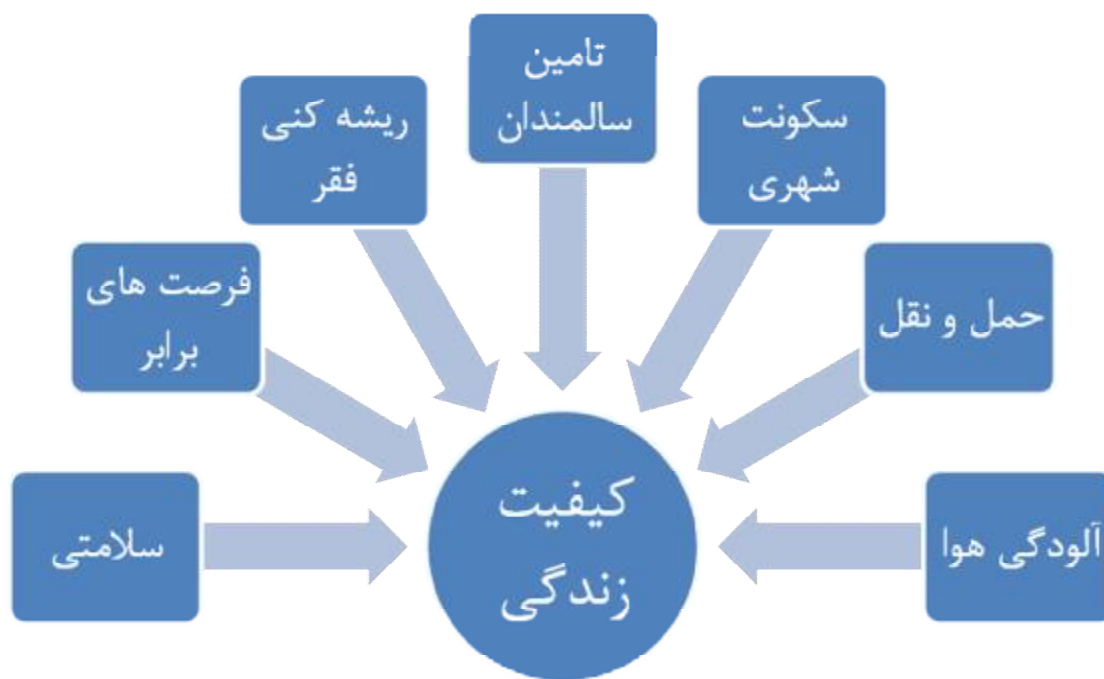 تامین
سالمندان
سکونت
شهری
ریشه کنی
فقر
حمل و نقل
فرصت های
برابر
آلودگی هوا
سلامتی
کیفیت
زندگی